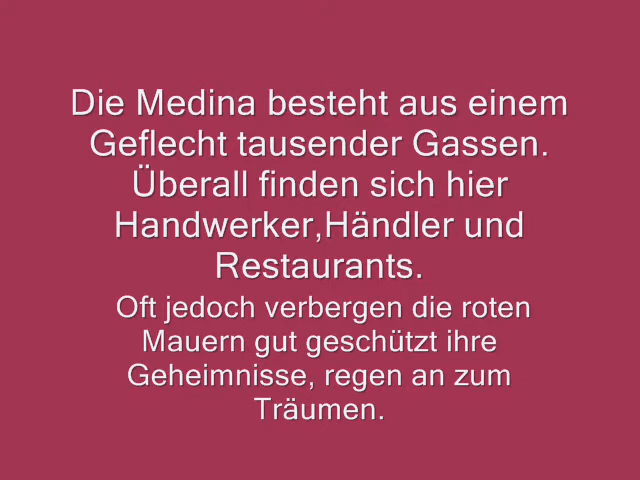 Die Medina besteht aus einem
Geflecht tausender Gassen.
Überall finden sich hier
Handwerker,Händler und
Restaurants.
Oft jedoch verbergen die roten
Mauern gut geschützt ihre
Geheimnisse, regen an zum
Träumen.